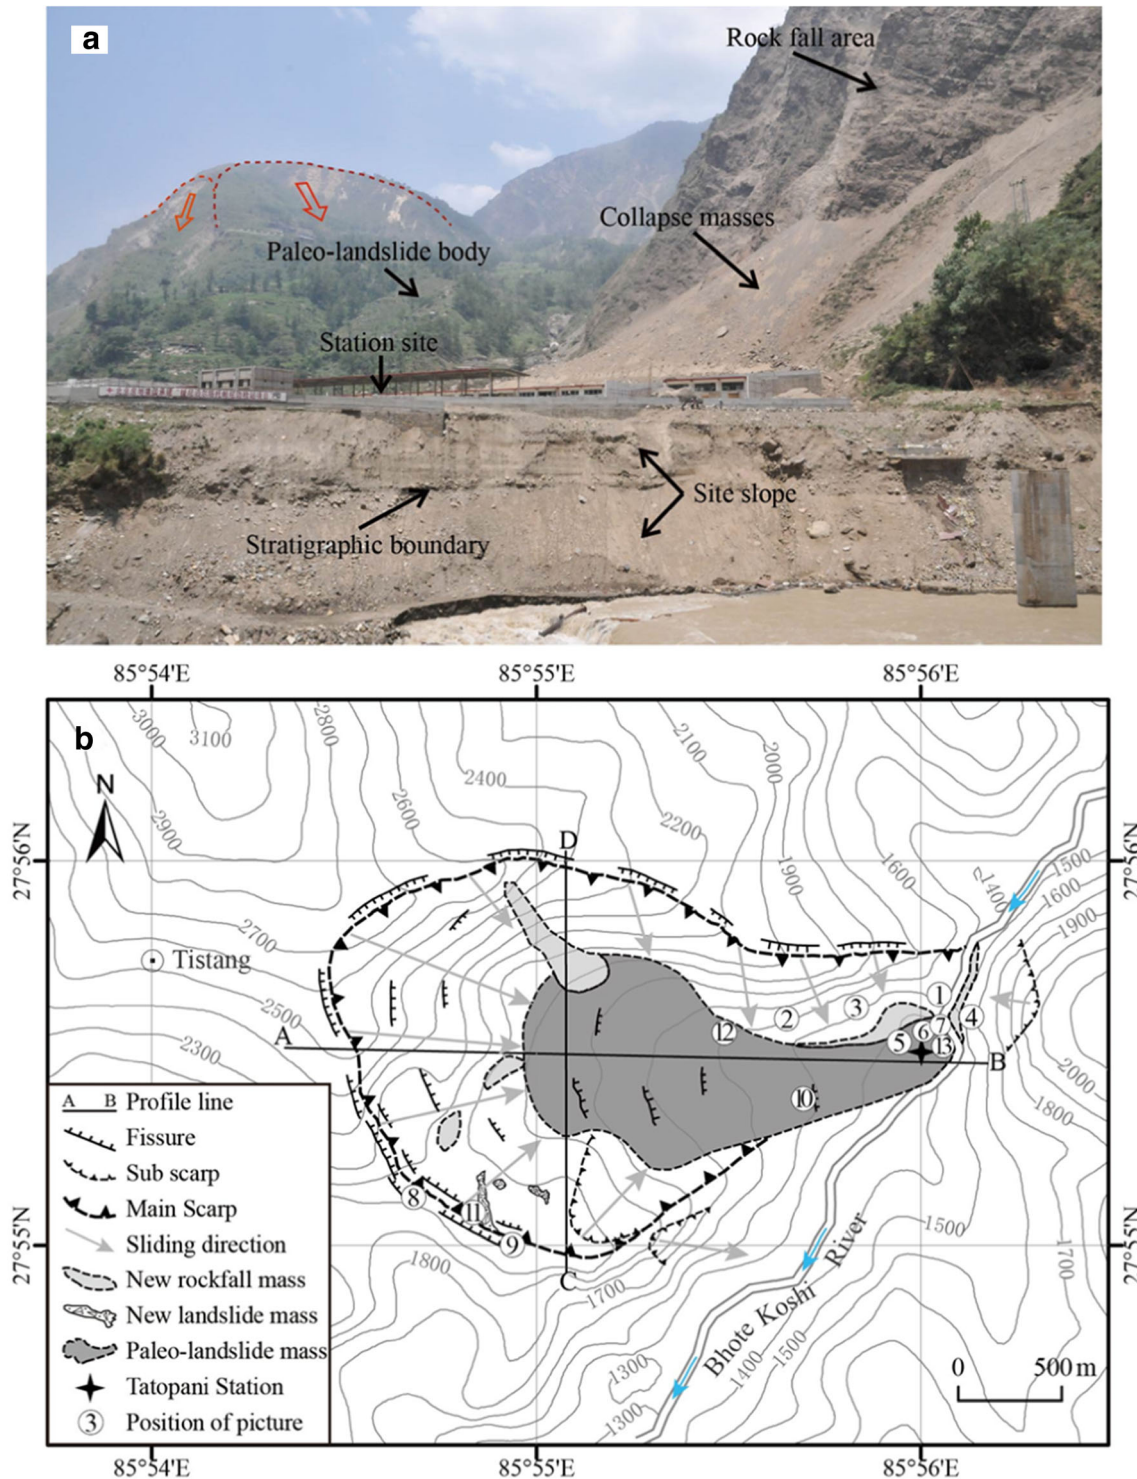 a
Rock fall area
Collapse masses
Paleo-landslide body
Station site
Site slope
Stratigraphic boundary
85°54'E 85°55'E 85°56'E
b
N
27°56'N
27°56'N
3000
3100
2800
2900
2400
2600
2100
2000
2200
1900
1600
1400
1500
1600
1900
D
2700
Tistang
2500
2300
A
B
1
2
3
4
5
6
7
12
13
10
2000
1800
8
11
9
C
1800
1700
1500
1700
Bhote Koshi River
1400
1500
1300
1300
A B Profile line
Fissure
Sub scarp
Main Scarp
Sliding direction
New rockfall mass
New landslide mass
Paleo-landslide mass
Tatopani Station
3 Position of picture
0 500 m
27°55'N
27°55'N
85°54'E 85°55'E 85°56'E